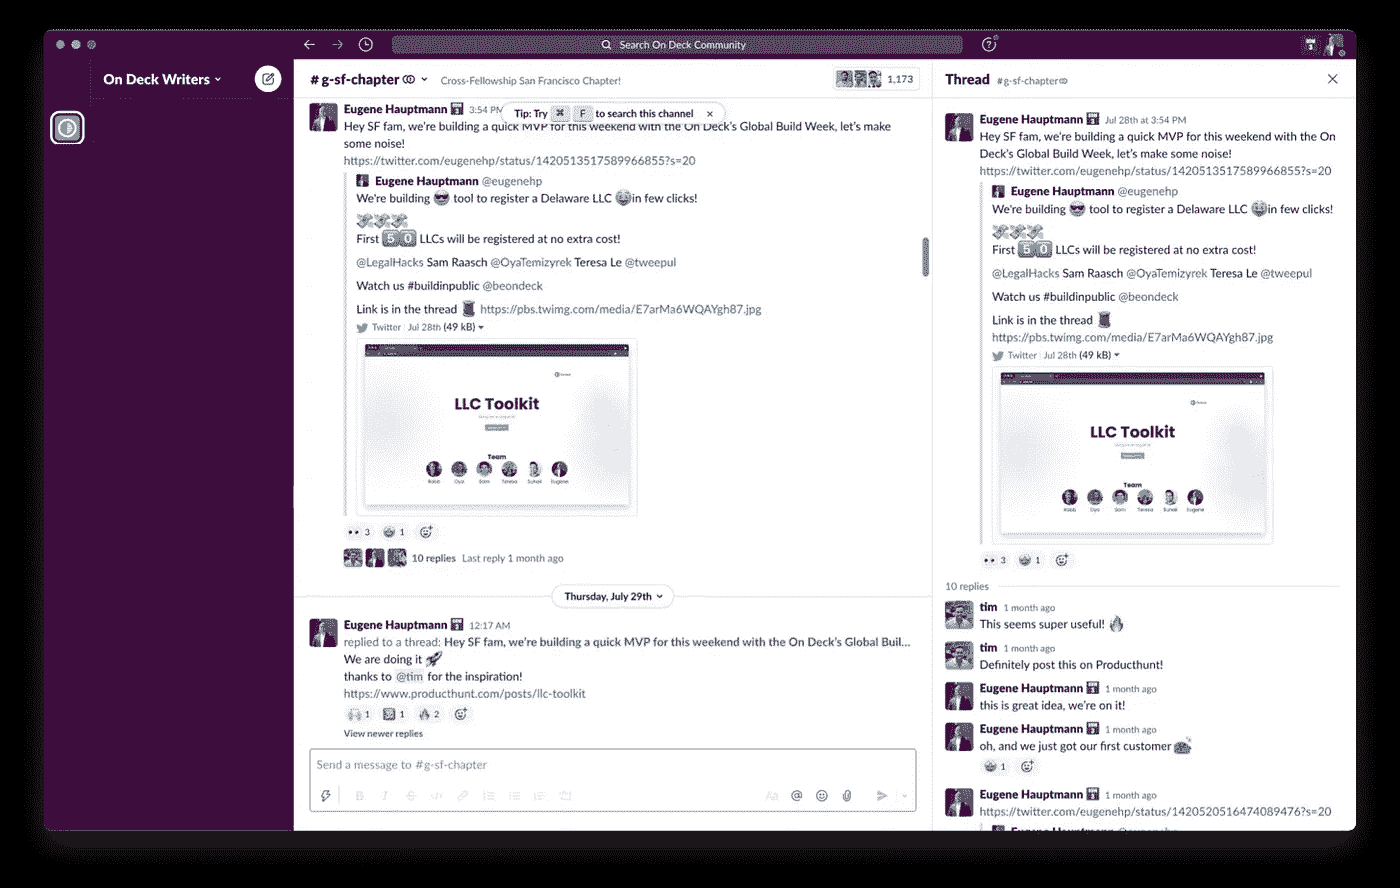 Search On Deck Community
On Deck Writers
# g-sf-chapter
Cross-Fellowship San Francisco Chapter!
1,173
Eugene Hauptmann 3:54 PM
Tip: Try ⌘ F to search this channel
Hey SF fam, we're building a quick MVP for this weekend with the On Deck's Global Build Week, let's make
some noise!
https://twitter.com/eugenehp/status/1420513517589966855?s=20
Eugene Hauptmann @eugenehp
We're building 😎 tool to register a Delaware LLC 🤩in few clicks!
💸💸💸
First 5️⃣0️⃣ LLCs will be registered at no extra cost!
@LegalHacks Sam Raasch @OyaTemizyrek Teresa Le @tweepul
Watch us #buildinpublic @beondeck
Link is in the thread https://pbs.twimg.com/media/E7arMa6WQAYgh87.jpg
Twitter | Jul 28th (49 kB)
LLC Toolkit
Team
Oya Sam Teresa Suneil Eugene
3 1
10 replies Last reply 1 month ago
Thursday, July 29th
Eugene Hauptmann 12:17 AM
replied to a thread: Hey SF fam, we're building a quick MVP for this weekend with the On Deck's Global Buil...
We are doing it 🚀
thanks to @tim for the inspiration!
https://www.producthunt.com/posts/llc-toolkit
1 1 2
View newer replies
Send a message to #g-sf-chapter
B I S </> Aa @
Thread #g-sf-chapter
Eugene Hauptmann Jul 28th at 3:54 PM
Hey SF fam, we're building a quick MVP for this weekend with the On
Deck's Global Build Week, let's make some noise!
https://twitter.com/eugenehp/status/1420513517589966855?s=20
Eugene Hauptmann @eugenehp
We're building 😎 tool to register a Delaware LLC 🤩in few clicks!
💸💸💸
First 5️⃣0️⃣ LLCs will be registered at no extra cost!
@LegalHacks Sam Raasch @OyaTemizyrek Teresa Le @tweepul
Watch us #buildinpublic @beondeck
Link is in the thread
https://pbs.twimg.com/media/E7arMa6WQAYgh87.jpg
Twitter | Jul 28th (49 kB)
LLC Toolkit
Team
Oya Sam Teresa Suneil Eugene
3 1
10 replies
tim 1 month ago
This seems super useful! 🔥
tim 1 month ago
Definitely post this on Producthunt!
Eugene Hauptmann 1 month ago
this is great idea, we're on it!
Eugene Hauptmann 1 month ago
oh, and we just got our first customer
1
Eugene Hauptmann 1 month ago
https://twitter.com/eugenehp/status/1420520516474089476?s=20